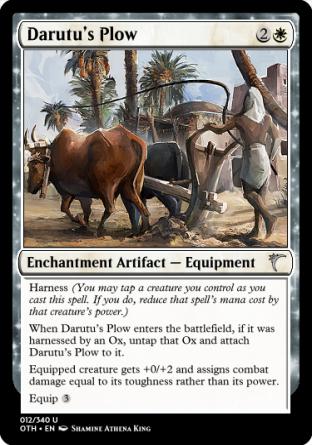 Darutu's Plow 2
Enchantment Artifact — Equipment
Harness (You may tap a creature you control as you
cast this spell. If you do, reduce that spell's mana cost by
that creature's power.)
When Darutu's Plow enters the battlefield, if it was
harnessed by an Ox, untap that Ox and attach
Darutu's Plow to it.
Equipped creature gets +0/+2 and assigns combat
damage equal to its toughness rather than its power.
Equip 3
012/340 U
OTH • EN Shamine Athena King